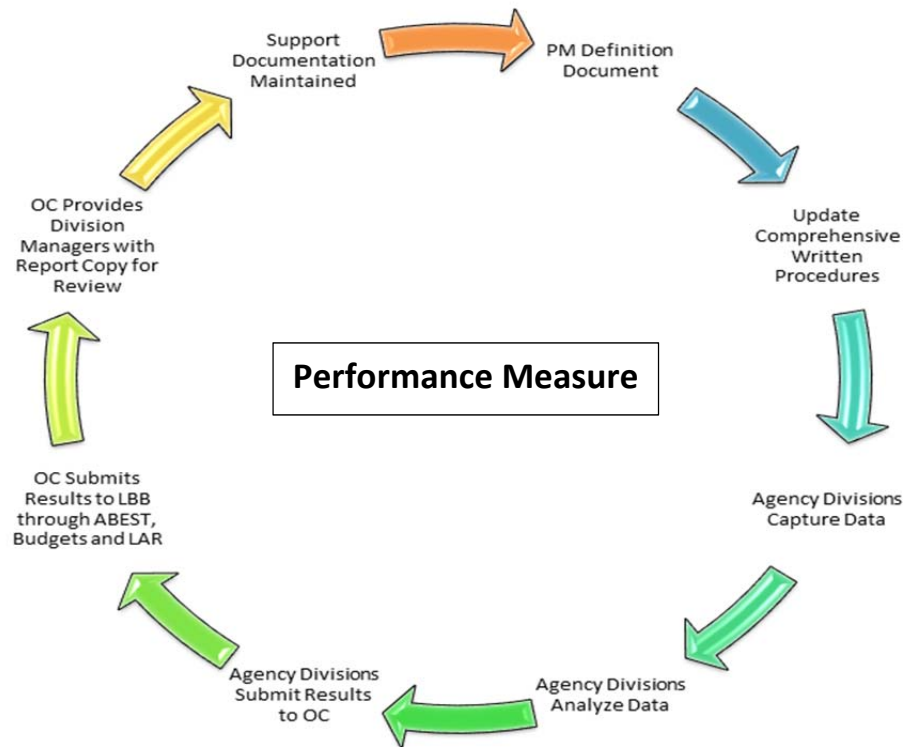 Support
Documentation
Maintained
PM Definition
Document
Update
Comprehensive
Written
Procedures
Agency Divisions
Capture Data
Agency Divisions
Analyze Data
Agency Divisions
Submit Results
to OC
OC Submits
Results to LBB
through ABEST,
Budgets and LAR
OC Provides
Division
Managers with
Report Copy for
Review
Performance Measure